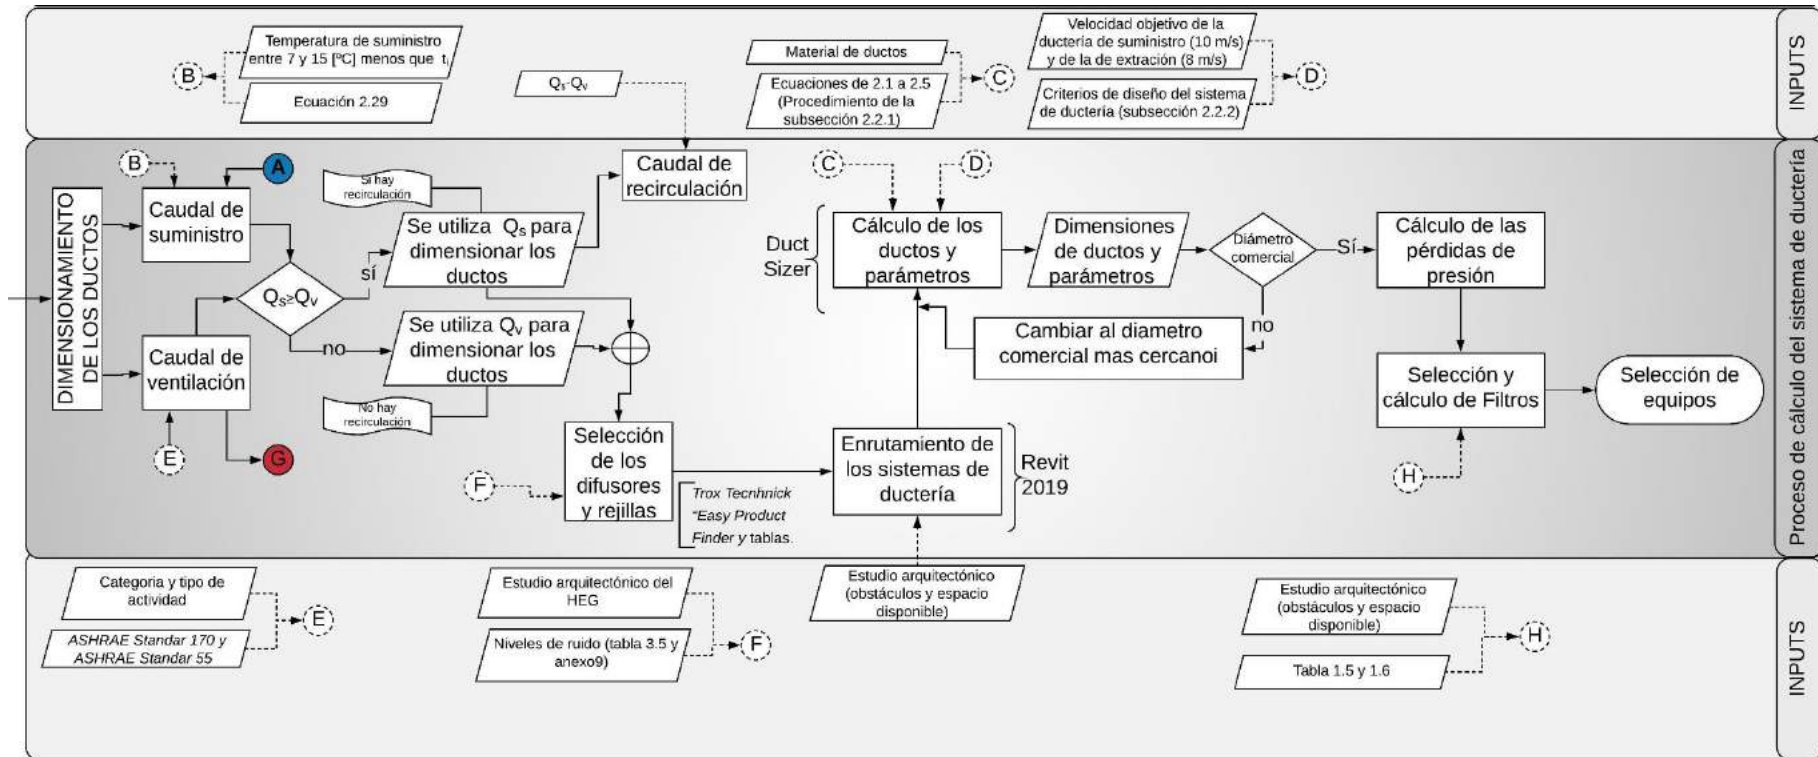 Temperatura de suministro
entre 7 y 15 [ºC] menos que tᵢ
B
Ecuación 2.29
Qₛ-Qᵥ
Material de ductos
Ecuaciones de 2.1 a 2.5
(Procedimiento de la
subsección 2.2.1)
C
Velocidad objetivo de la
ductería de suministro (10 m/s)
y de la de extración (8 m/s)
Criterios de diseño del sistema
de ductería (subsección 2.2.2)
D
INPUTS
DIMENSIONAMIENTO
DE LOS DUCTOS
B
A
Caudal de
suministro
Qₛ≥Qᵥ
sí
no
Caudal de
ventilación
E
G
Si hay
recirculación
Se utiliza Qₛ para
dimensionar los
ductos
Se utiliza Qᵥ para
dimensionar los
ductos
No hay
recirculación
Caudal de
recirculación
F
Selección
de los
difusores
y rejillas
Trox Tecnhnick
"Easy Product
Finder y tablas.
C
D
Duct
Sizer
Cálculo de los
ductos y
parámetros
Dimensiones
de ductos y
parámetros
Diámetro
comercial
Sí
no
Cambiar al diametro
comercial mas cercanoi
Enrutamiento de
los sistemas de
ductería
Revit
2019
Cálculo de las
pérdidas de
presión
Selección y
cálculo de Filtros
H
Selección de
equipos
Proceso de cálculo del sistema de ductería
Categoria y tipo de
actividad
ASHRAE Standar 170 y
ASHRAE Standar 55
E
Estudio arquitectónico del
HEG
Niveles de ruido (tabla 3.5 y
anexo9)
F
Estudio arquitectónico
(obstáculos y espacio
disponible)
Estudio arquitectónico
(obstáculos y espacio
disponible)
Tabla 1.5 y 1.6
H
INPUTS